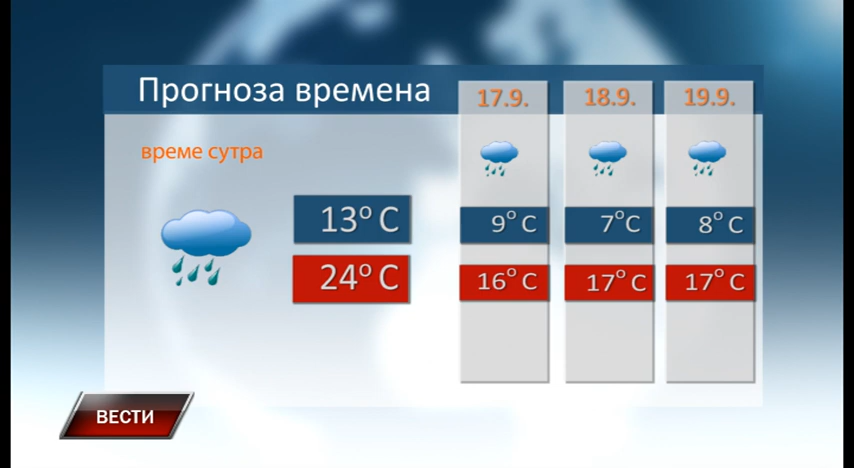 Прогноза времена
време сутра
13° C
24° C
17.9.
9° C
16° C
18.9.
7°C
17° C
19.9.
8° C
17° C
ВЕСТИ